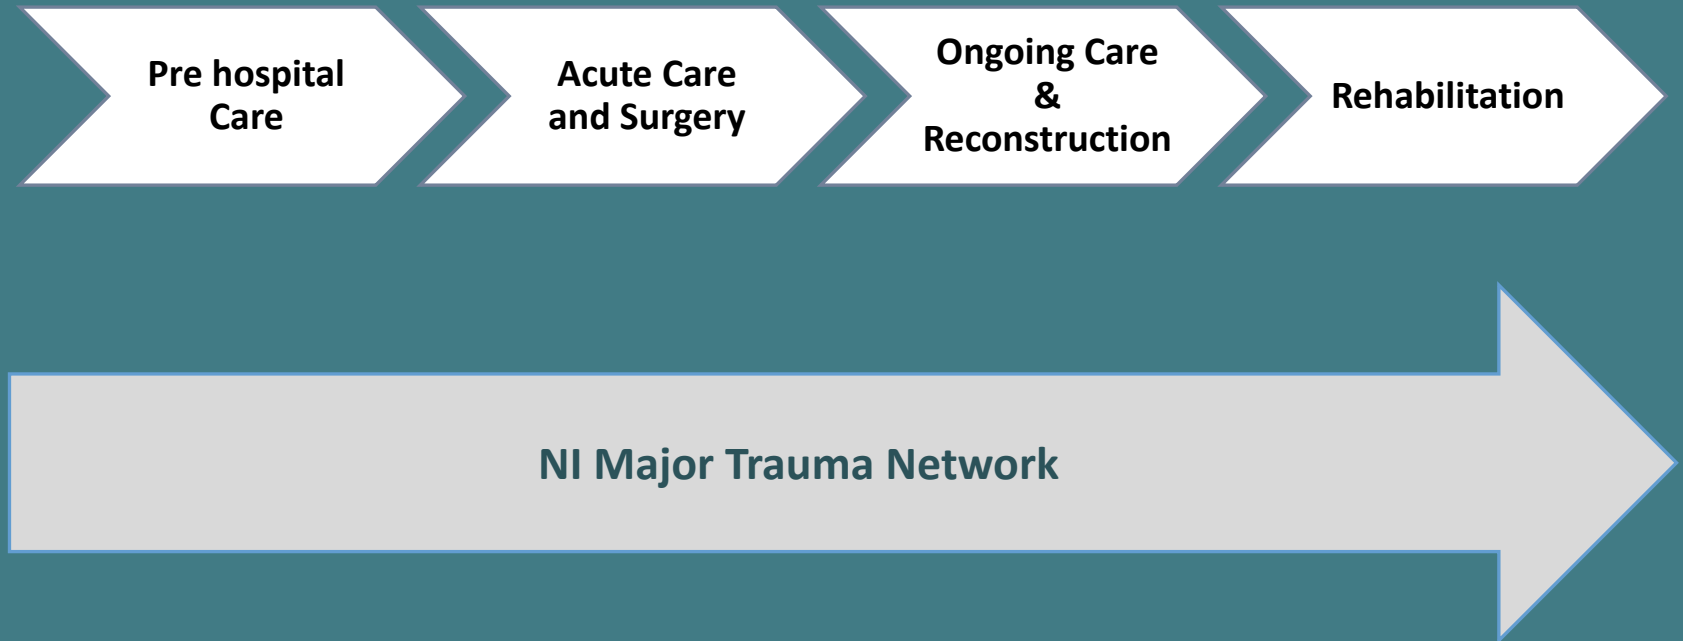 Pre hospital
Care
Acute Care
and Surgery
Ongoing Care
&
Reconstruction
Rehabilitation
NI Major Trauma Network